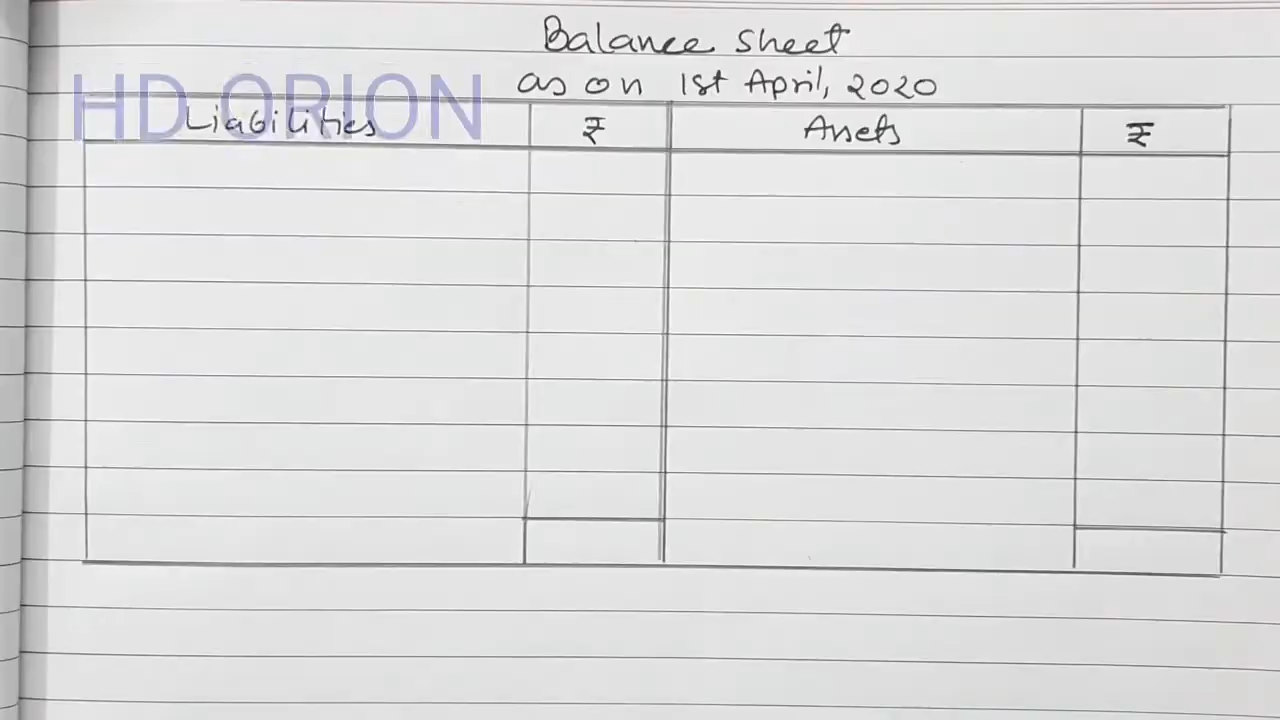 Balance Sheet
as on 1st April, 2020
HD ORION
Liabilities ₹ Assets ₹